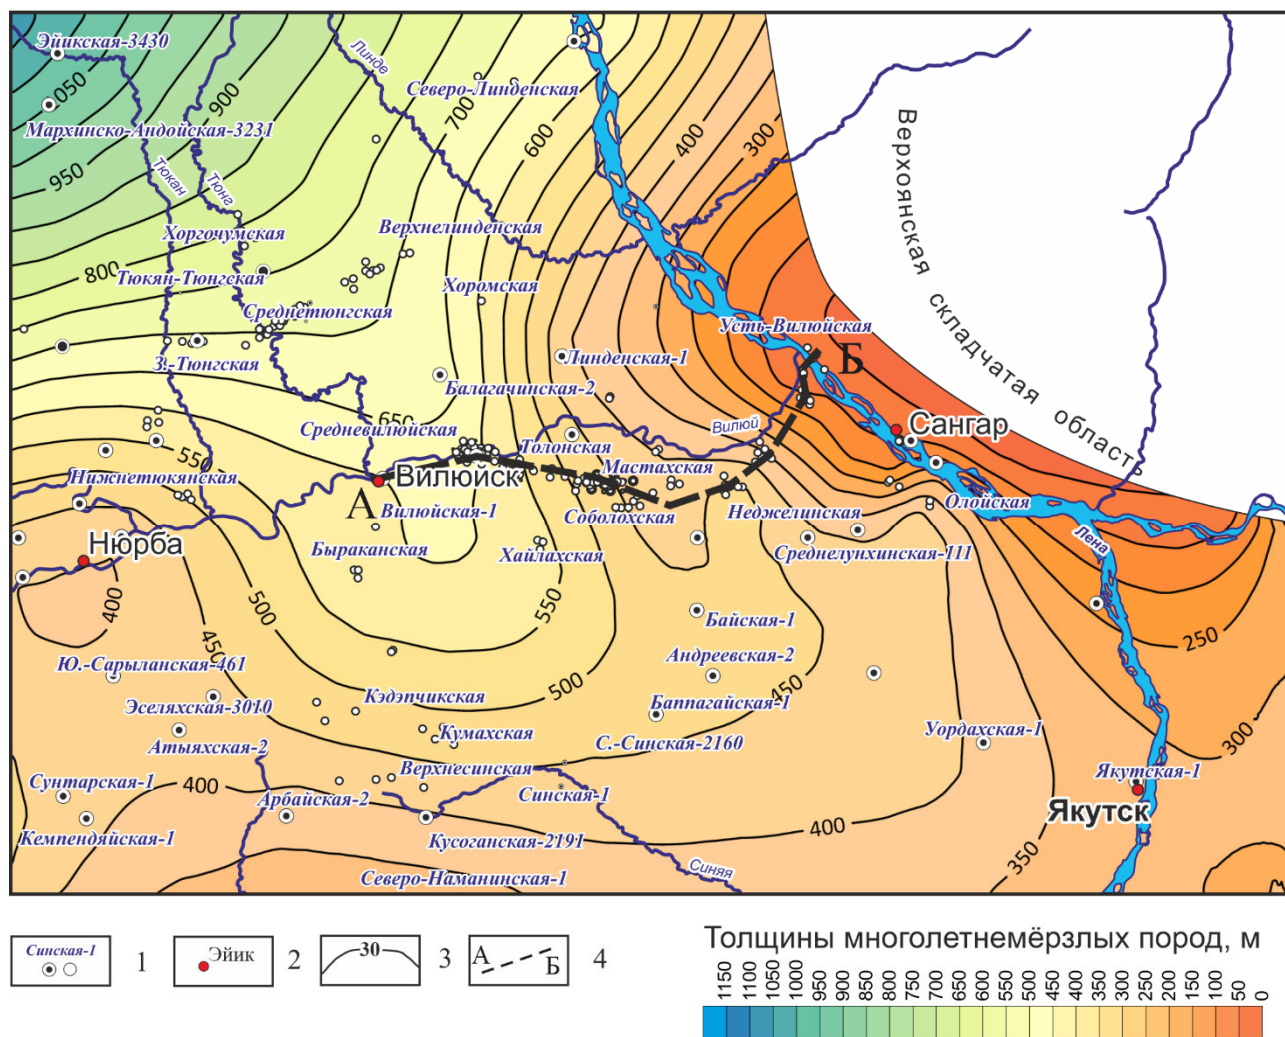 Эйикская-3430
1050
Мархинско-Андойская-3231
900
950
Линде
Северо-Линденская
700
600
400
300
Верхоянская складчатая область
Тюкан
Тюнг
Хоргочумская
Верхнелинденская
800
Тюкян-Тюнгская
Хоромская
Среднетюнгская
Усть-Вилюйская
З.-Тюнгская
Линденская-1
Б
Балагачинская-2
650
Средневилюйская
Вилюй
Сангар
550
Толонская
Мастахская
Нижнетюкянская
Вилюйск
А
Вилюйская-1
Соболохская
Неджелинская
Олойская
Нюрба
Быраканская
Хайлахская
Среднелунхинская-111
Лена
400
500
550
Байская-1
250
450
Ю.-Сарыланская-461
Андреевская-2
500
450
Кэдэпчикская
Баппагайская-1
Эселяхская-3010
Атыяхская-2
Кумахская
С.-Синская-2160
Уордахская-1
300
Сунтарская-1
400
Верхнесинская
Якутская-1
Арбайская-2
Синская-1
Якутск
Кемпендяйская-1
Кусоганская-2191
400
350
Северо-Наманинская-1
Синяя
Синская-1
1
Эйик
2
30
3
А
Б
4
Толщины многолетнемёрзлых пород, м
1150 1100 1050 1000 950 900 850 800 750 700 650 600 550 500 450 400 350 300 250 200 150 100 50 0